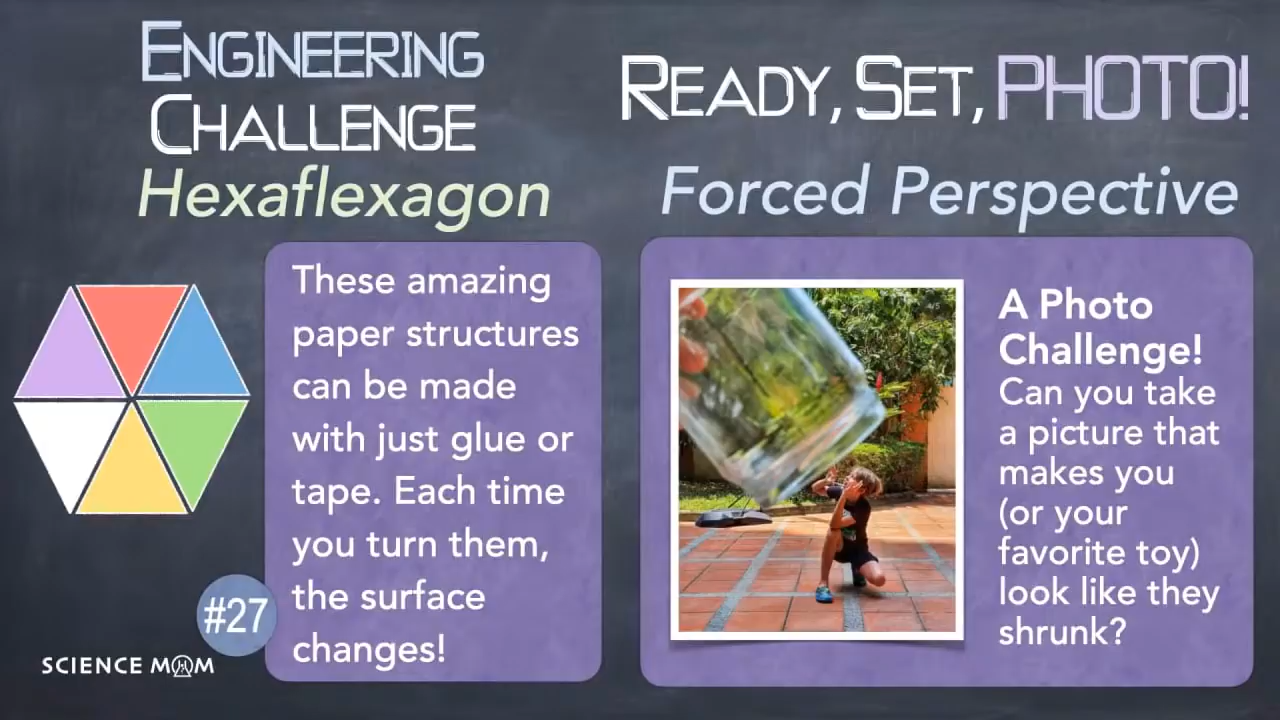 ENGINEERING
CHALLENGE
Hexaflexagon
These amazing
paper structures
can be made
with just glue or
tape. Each time
you turn them,
the surface
changes!
#27
SCIENCE MOM
READY, SET, PHOTO!
Forced Perspective
A Photo
Challenge!
Can you take
a picture that
makes you
(or your
favorite toy)
look like they
shrunk?